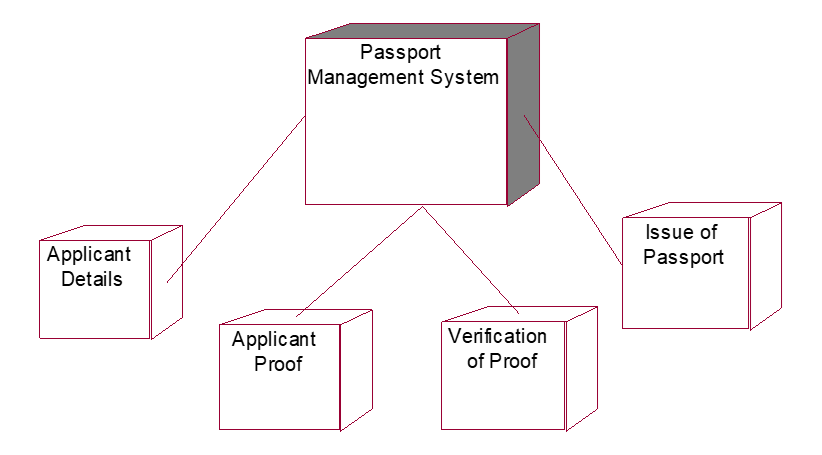 Passport
Management System
Applicant
Details
Applicant
Proof
Verification
of Proof
Issue of
Passport